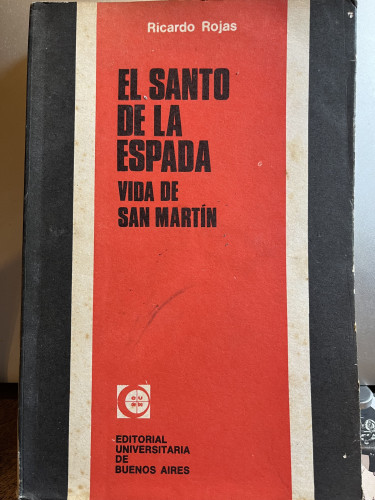 Ricardo Rojas
EL SANTO
DE LA
ESPADA
VIDA DE
SAN MARTÍN
EDITORIAL
UNIVERSITARIA
DE
BUENOS AIRES